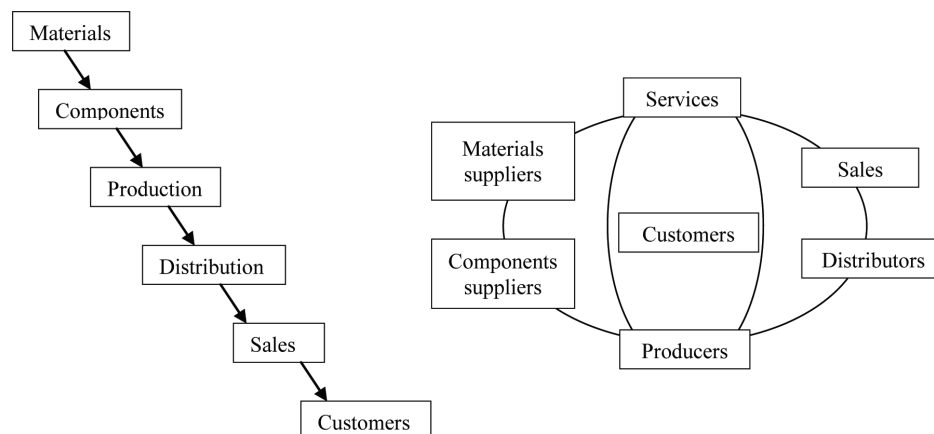 Materials
Components
Production
Distribution
Sales
Customers
Services
Materials
suppliers
Sales
Customers
Components
suppliers
Distributors
Producers